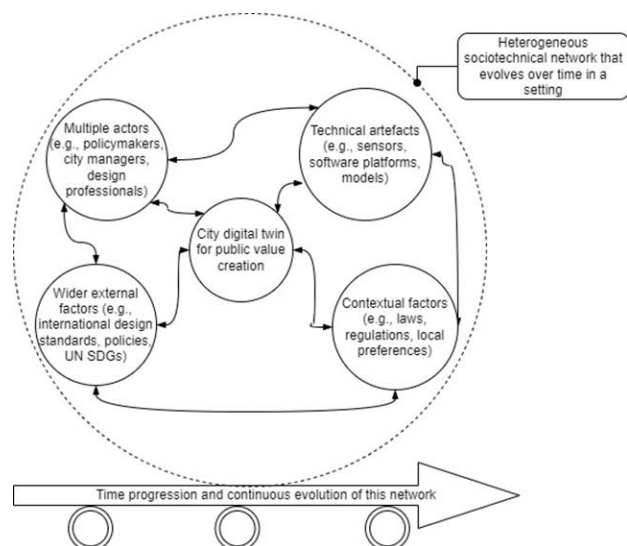 Heterogeneous
sociotechnical network that
evolves over time in a
setting
Multiple actors
(e.g., policymakers,
city managers,
design
professionals)
Technical artefacts
(e.g., sensors,
software platforms,
models)
City digital twin
for public value
creation
Wider external
factors (e.g.,
international design
standards, policies,
UN SDGs)
Contextual factors
(e.g., laws,
regulations, local
preferences)
Time progression and continuous evolution of this network